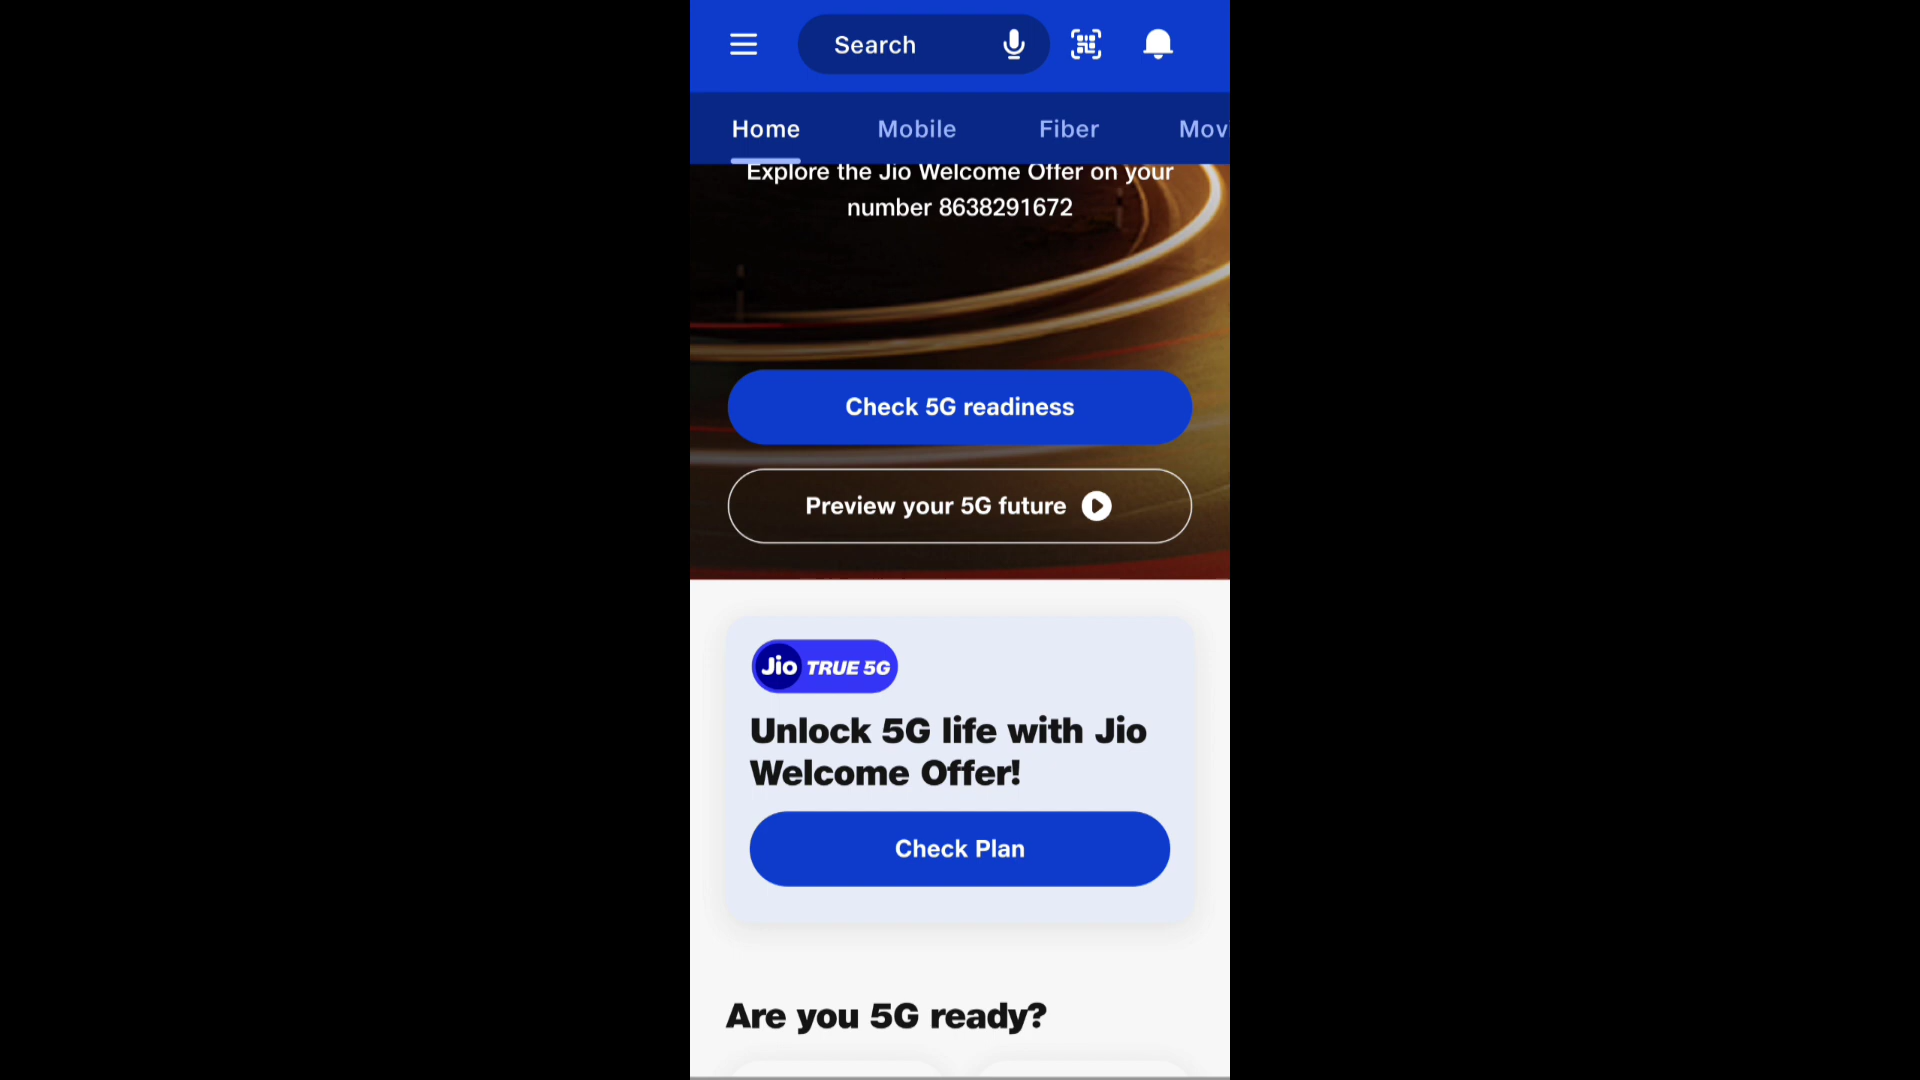 Search
Home Mobile Fiber Mov
Explore the Jio Welcome Offer on your
number 8638291672
Check 5G readiness
Preview your 5G future
Jio TRUE 5G
Unlock 5G life with Jio
Welcome Offer!
Check Plan
Are you 5G ready?